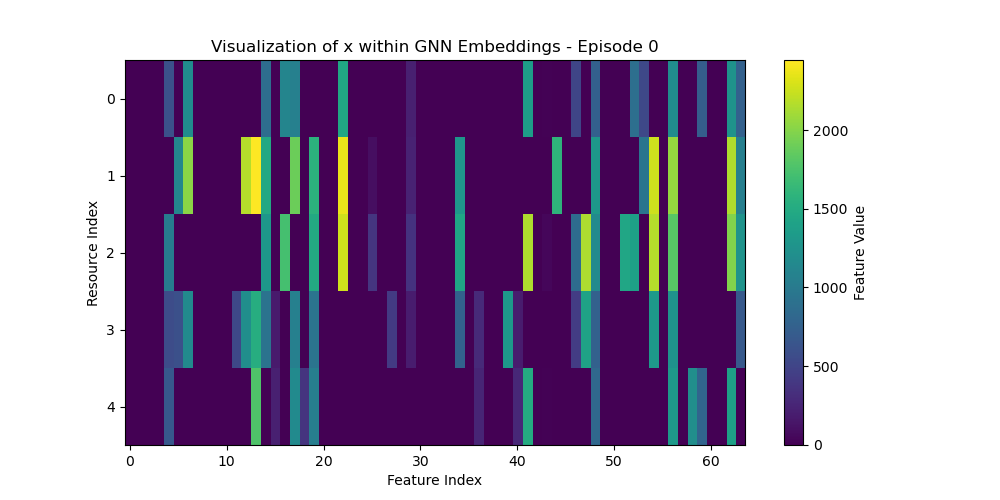 Visualization of x within GNN Embeddings - Episode 0
Resource Index
0
1
2
3
4
0 10 20 30 40 50 60
Feature Index
2000
1500
1000
500
0
Feature Value